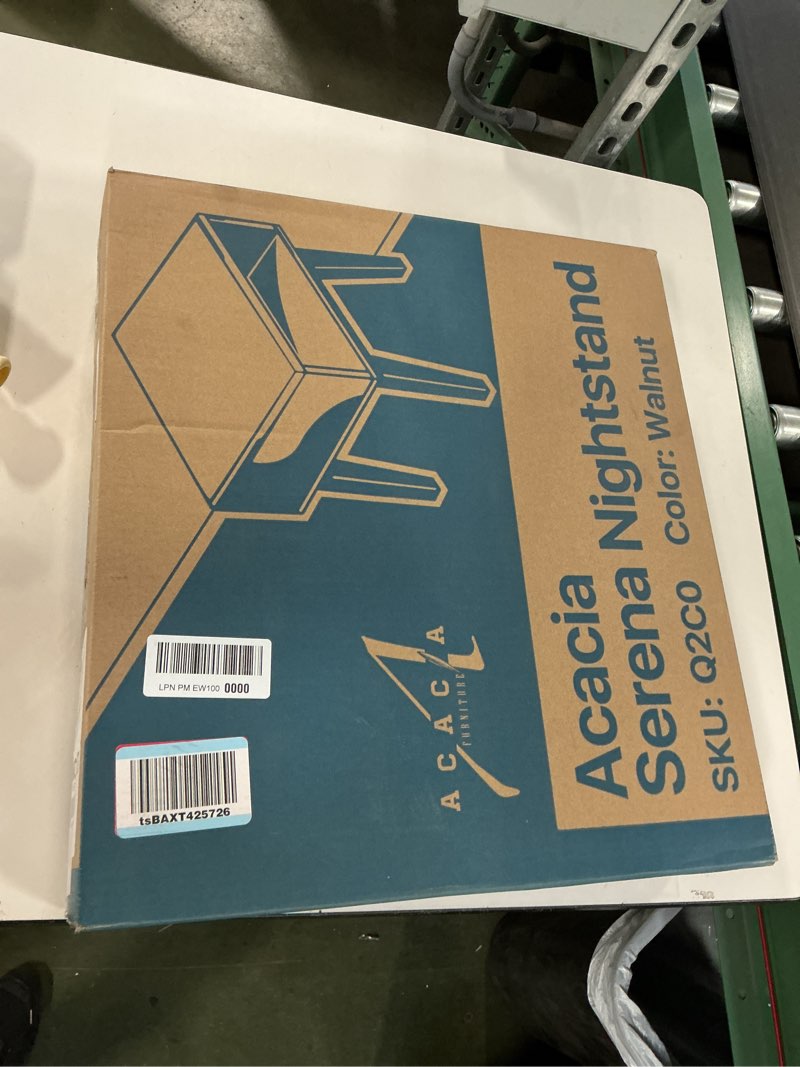 Acacia
Serena Nightstand
SKU: Q2C0 Color: Walnut
ACACIA
FURNITURE
LPN PM EW100 0000
tsBAXT425726